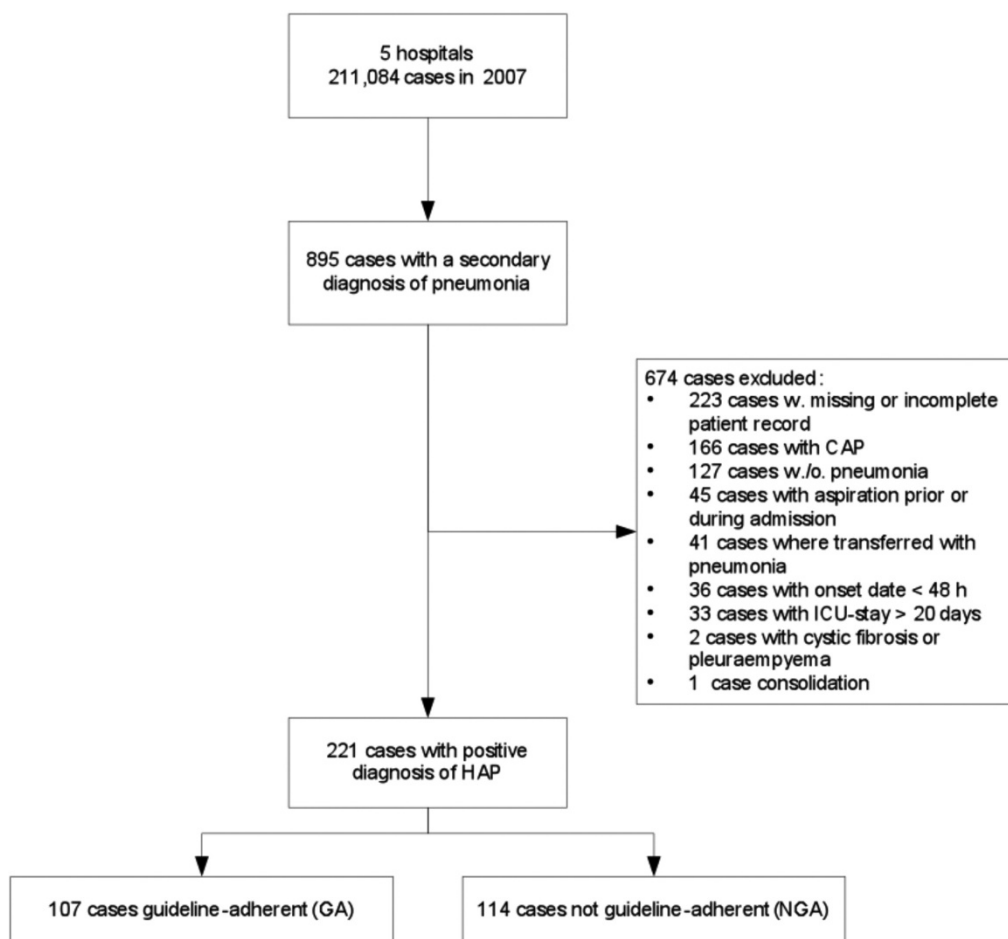 5 hospitals
211,084 cases in 2007
895 cases with a secondary
diagnosis of pneumonia
674 cases excluded:
• 223 cases w. missing or incomplete
patient record
• 166 cases with CAP
• 127 cases w./o. pneumonia
• 45 cases with aspiration prior or
during admission
• 41 cases where transferred with
pneumonia
• 36 cases with onset date < 48 h
• 33 cases with ICU-stay > 20 days
• 2 cases with cystic fibrosis or
pleuraempyema
• 1 case consolidation
221 cases with positive
diagnosis of HAP
107 cases guideline-adherent (GA)
114 cases not guideline-adherent (NGA)